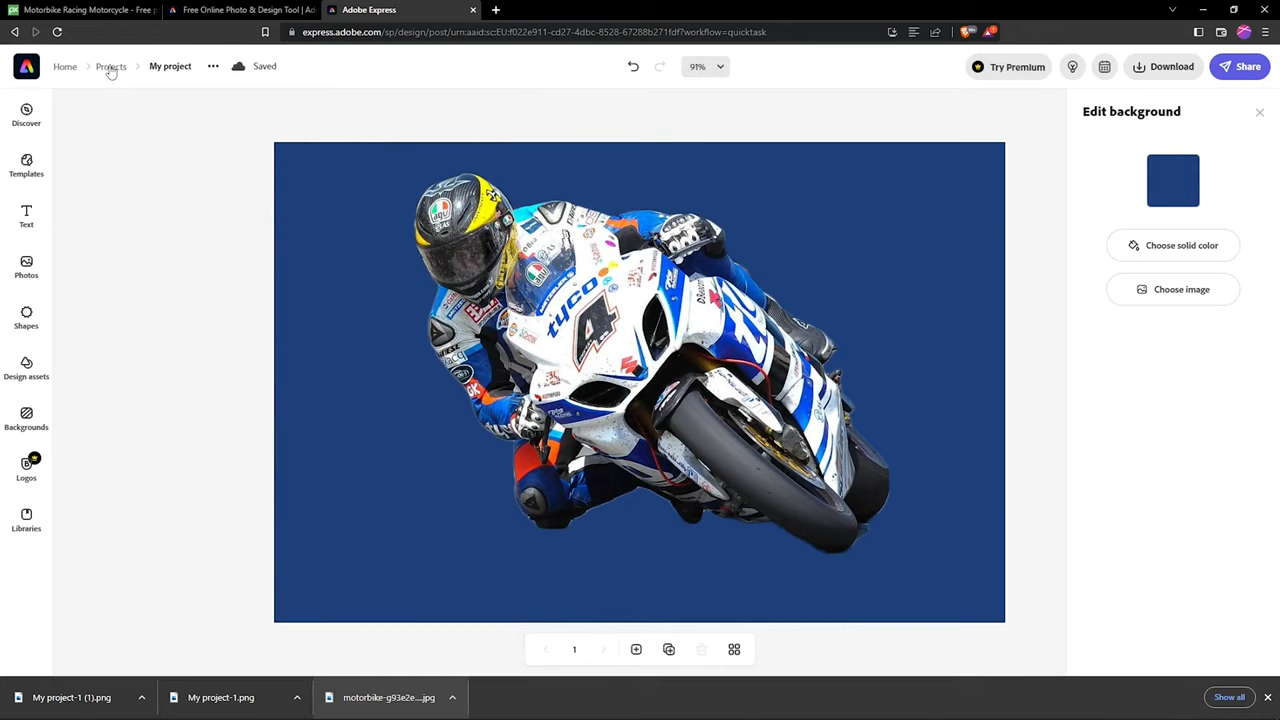 Motorbike Racing Motorcycle - Free p
Free Online Photo & Design Tool | Ad
Adobe Express
express.adobe.com/sp/design/post/urn:aaid:sc:EU:f022e911-cd27-4dbc-8528-67288b271fdf?workflow=quicktask
Home
Projects
My project
Saved
91%
Try Premium
Download
Share
Discover
Templates
Text
Photos
Shapes
Design assets
Backgrounds
Logos
Libraries
Edit background
Choose solid color
Choose image
agv
tyco
4
1
My project-1 (1).png
My project-1.png
motorbike-g93e2e....jpg
Show all